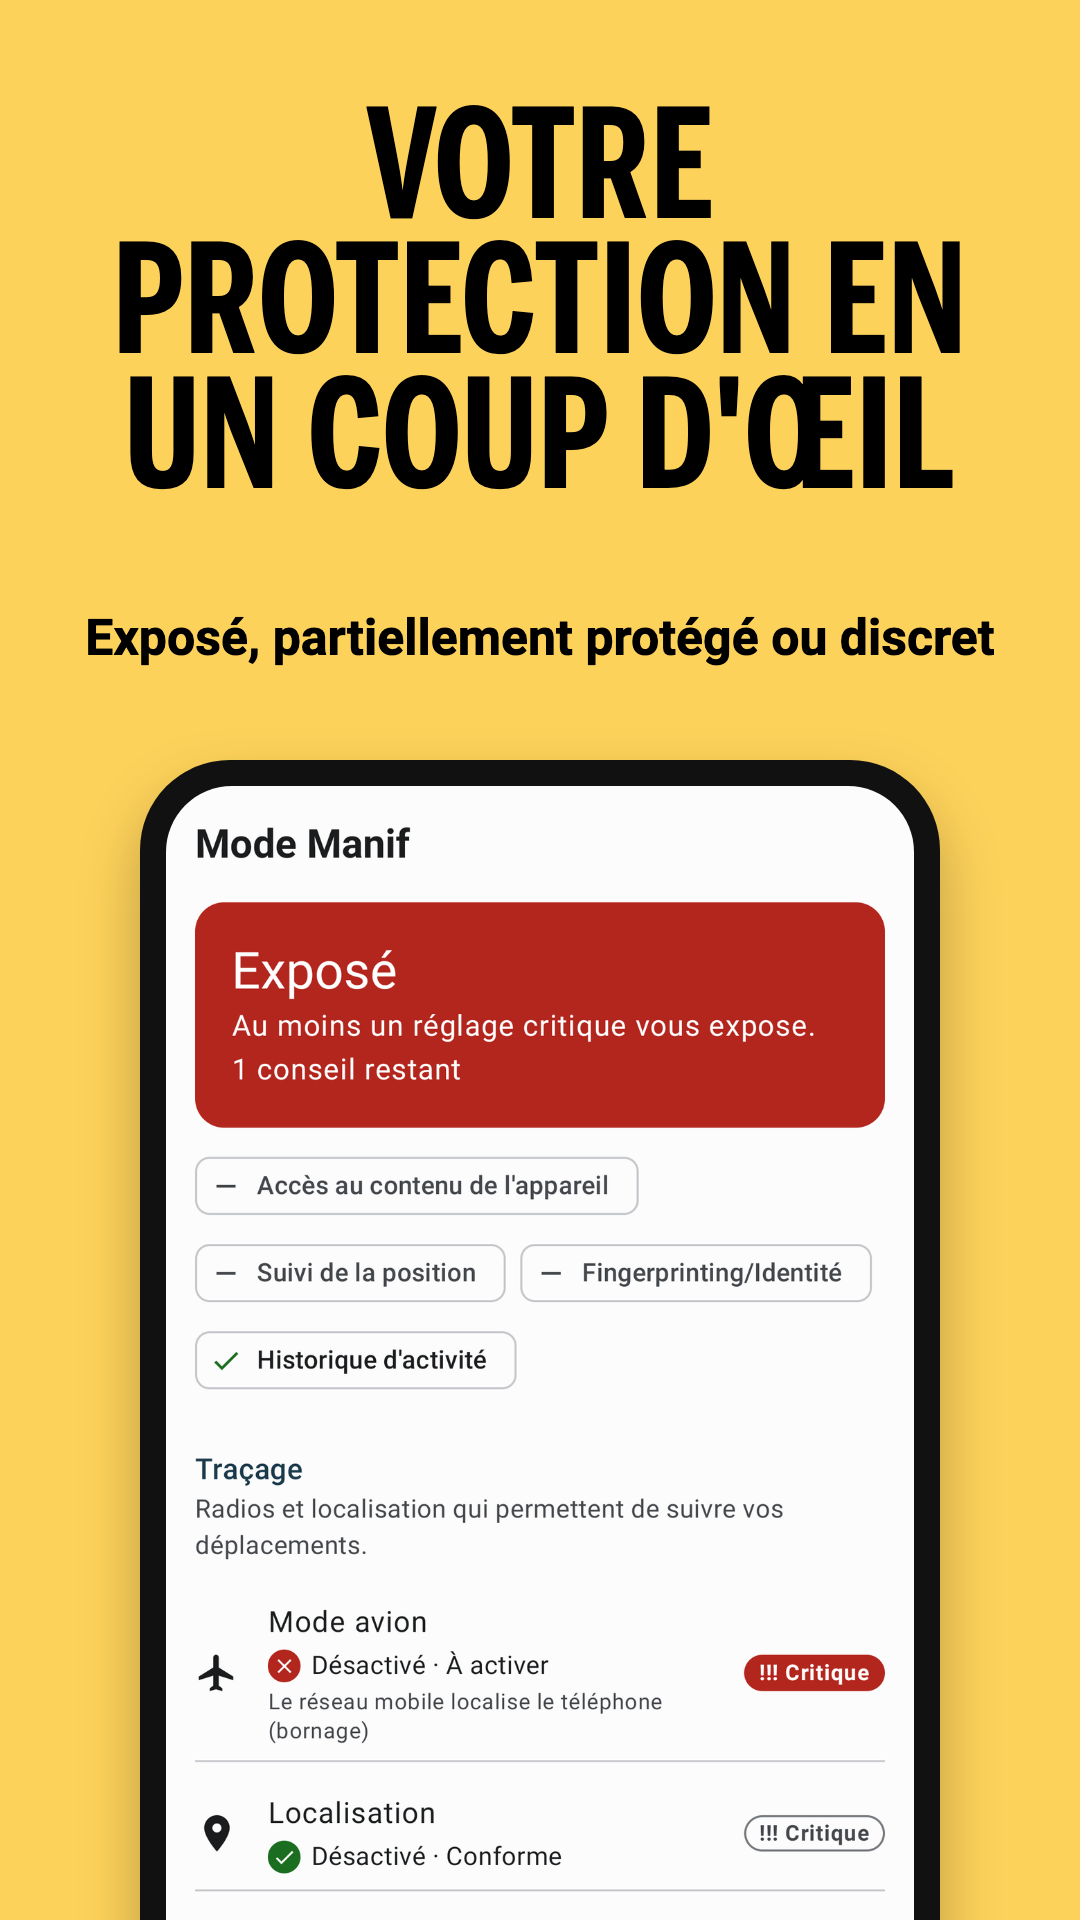 VOTRE
PROTECTION EN
UN COUP D'ŒIL
Exposé, partiellement protégé ou discret
Mode Manif
Exposé
Au moins un réglage critique vous expose.
1 conseil restant
Accès au contenu de l'appareil
Suivi de la position
Fingerprinting/Identité
Historique d'activité
Traçage
Radios et localisation qui permettent de suivre vos
déplacements.
Mode avion
Désactivé · À activer
Le réseau mobile localise le téléphone
(bornage)
!!! Critique
Localisation
Désactivé · Conforme
!!! Critique